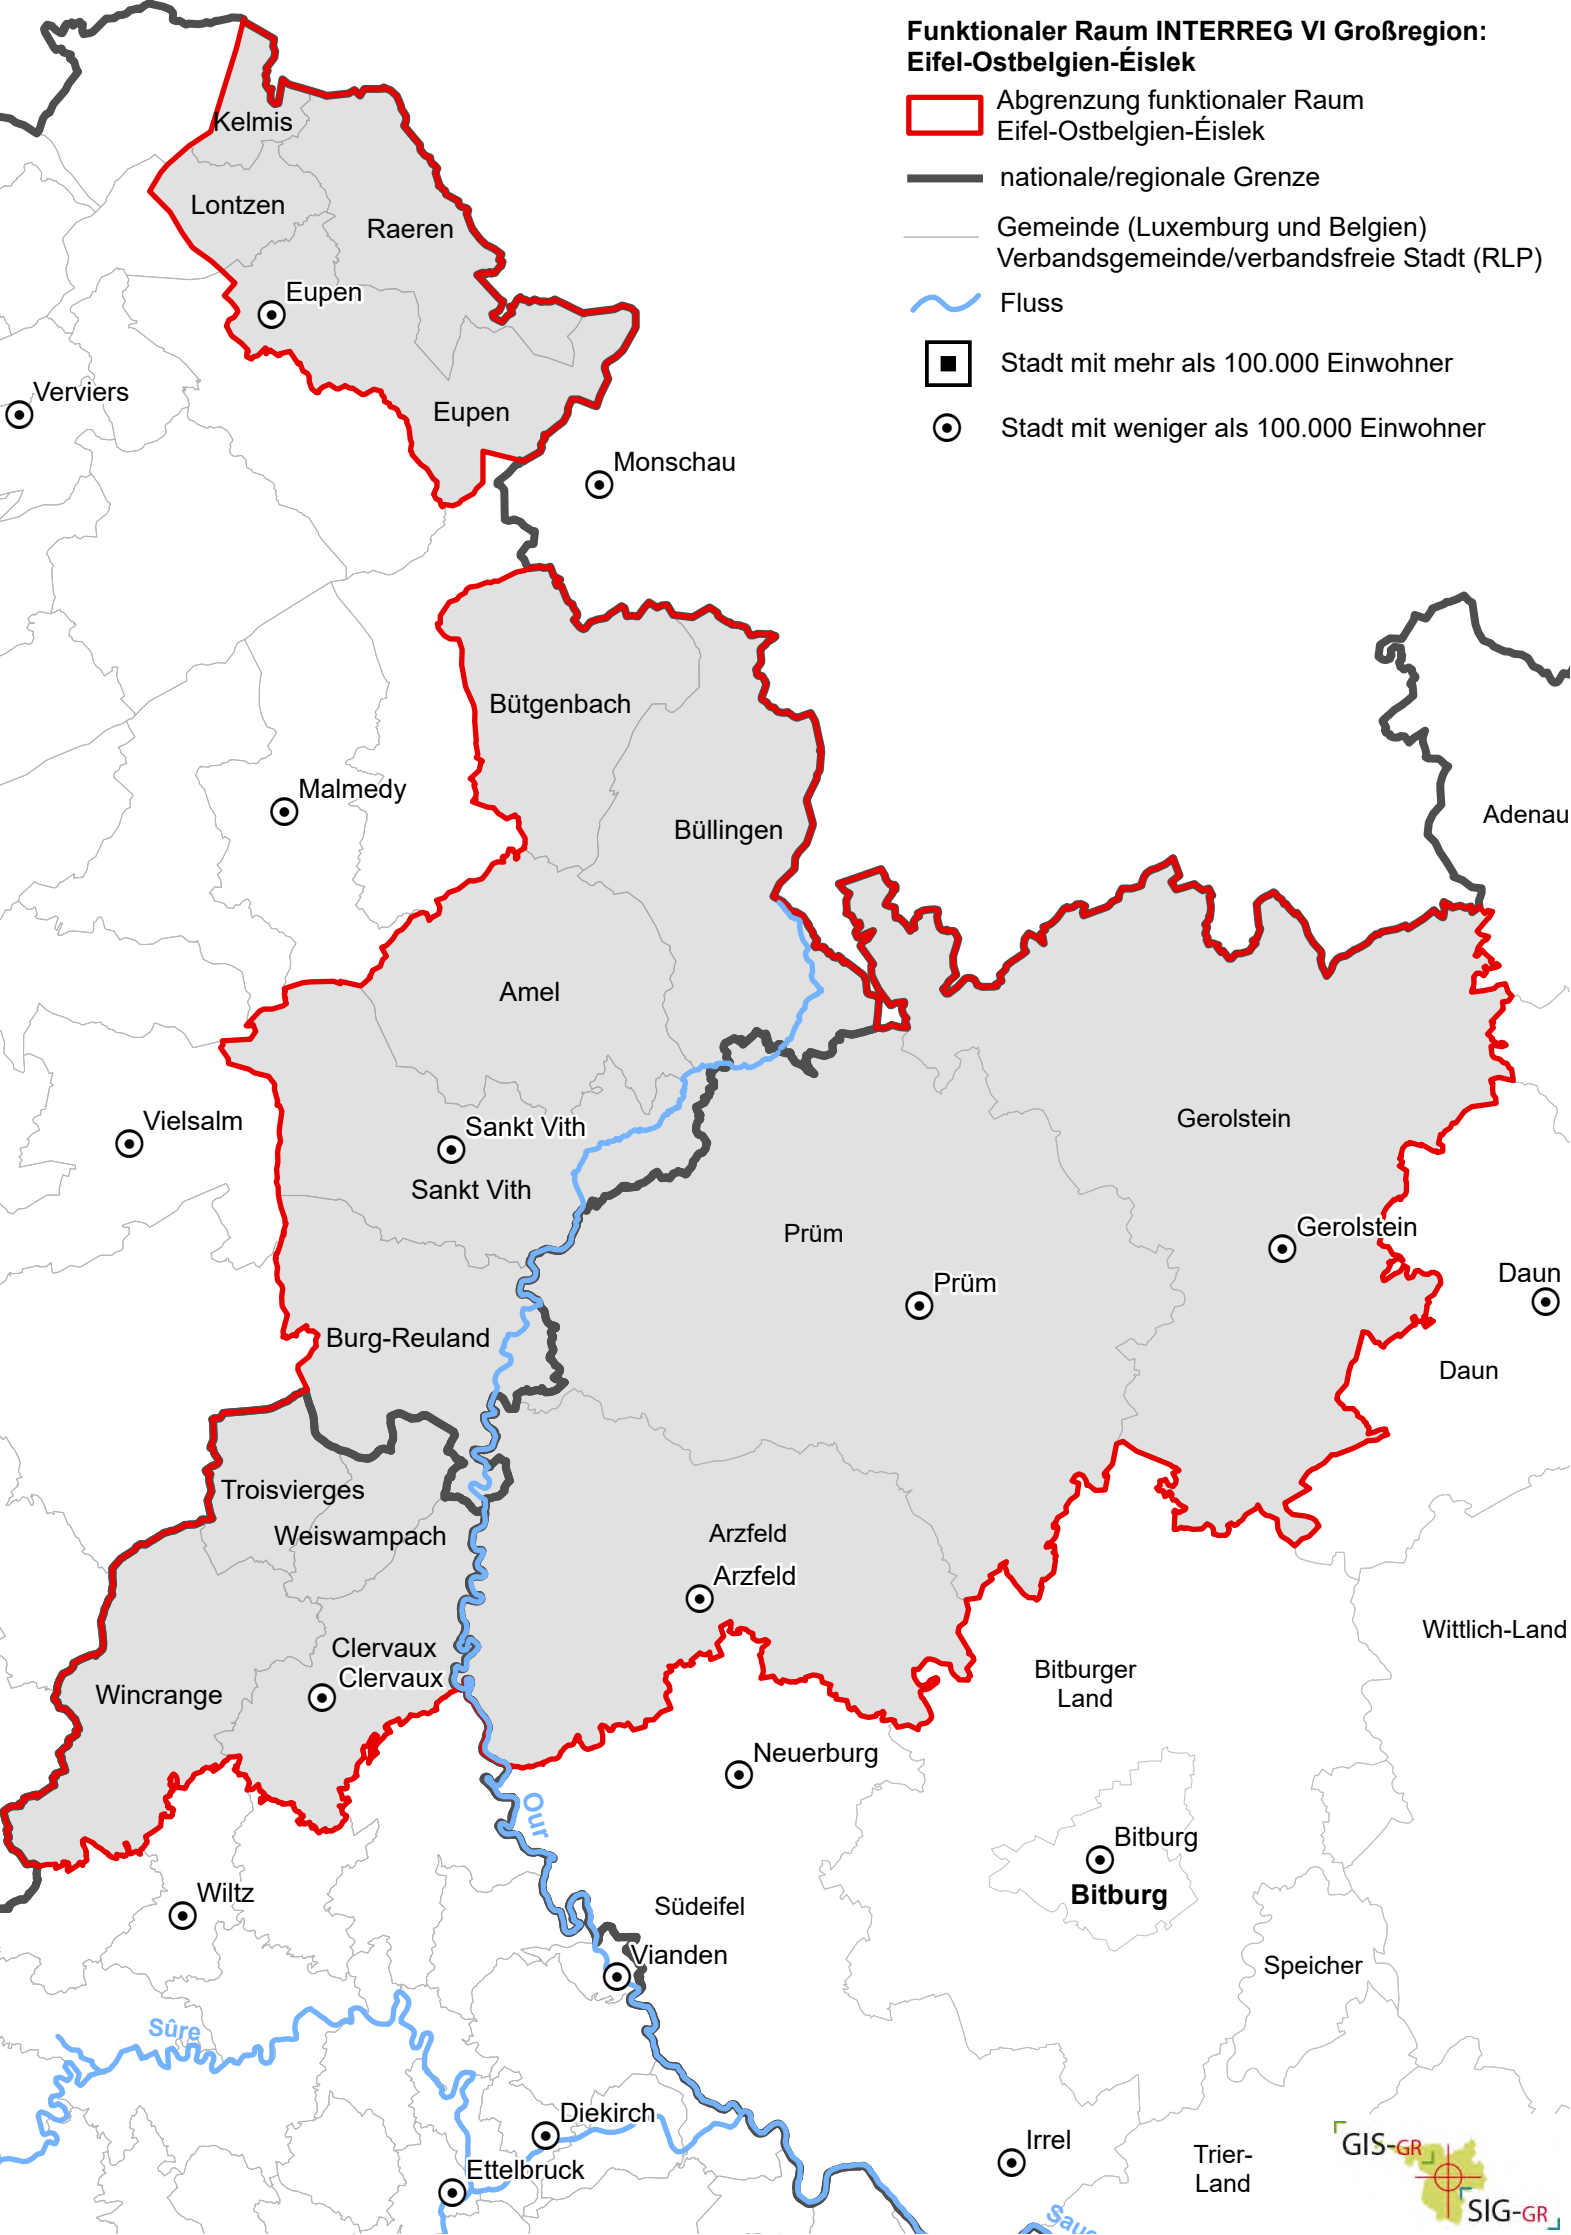 Funktionaler Raum INTERREG VI Großregion:
Eifel-Ostbelgien-Éislek
Abgrenzung funktionaler Raum
Eifel-Ostbelgien-Éislek
nationale/regionale Grenze
Gemeinde (Luxemburg und Belgien)
Verbandsgemeinde/verbandsfreie Stadt (RLP)
Fluss
Stadt mit mehr als 100.000 Einwohner
Stadt mit weniger als 100.000 Einwohner
Kelmis
Lontzen
Raeren
Eupen
Verviers
Eupen
Monschau
Bütgenbach
Malmedy
Büllingen
Adenau
Amel
Vielsalm
Sankt Vith
Sankt Vith
Gerolstein
Gerolstein
Prüm
Prüm
Daun
Daun
Burg-Reuland
Troisvierges
Weiswampach
Arzfeld
Arzfeld
Clervaux
Clervaux
Wincrange
Wittlich-Land
Bitburger
Land
Neuerburg
Our
Bitburg
Bitburg
Wiltz
Südeifel
Vianden
Speicher
Sûre
Diekirch
Ettelbruck
Irrel
Trier-
Land
GIS-GR
SIG-GR